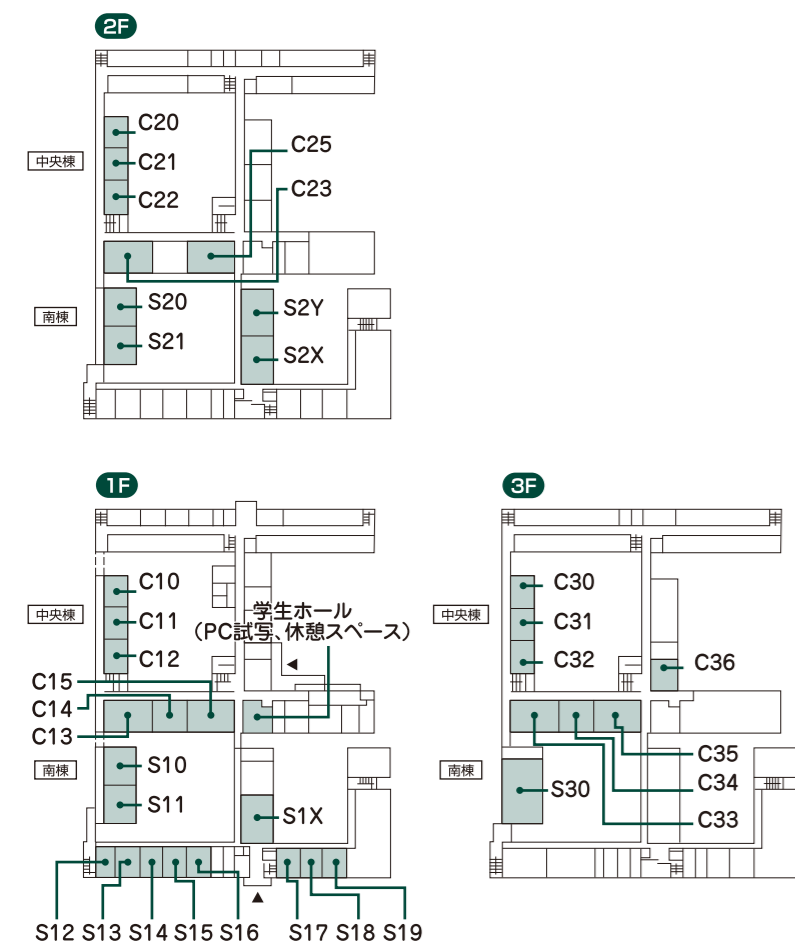 2F
C20
C25
中央棟
C21
C23
C22
S20
S2Y
南棟
S21
S2X
1F
C10
中央棟
C11
学生ホール
（PC試写、休憩スペース）
C12
C15
C14
C13
南棟
S10
S11
S1X
S12
S13
S14
S15
S16
S17
S18
S19
3F
C30
中央棟
C31
C32
C36
C35
南棟
C34
S30
C33